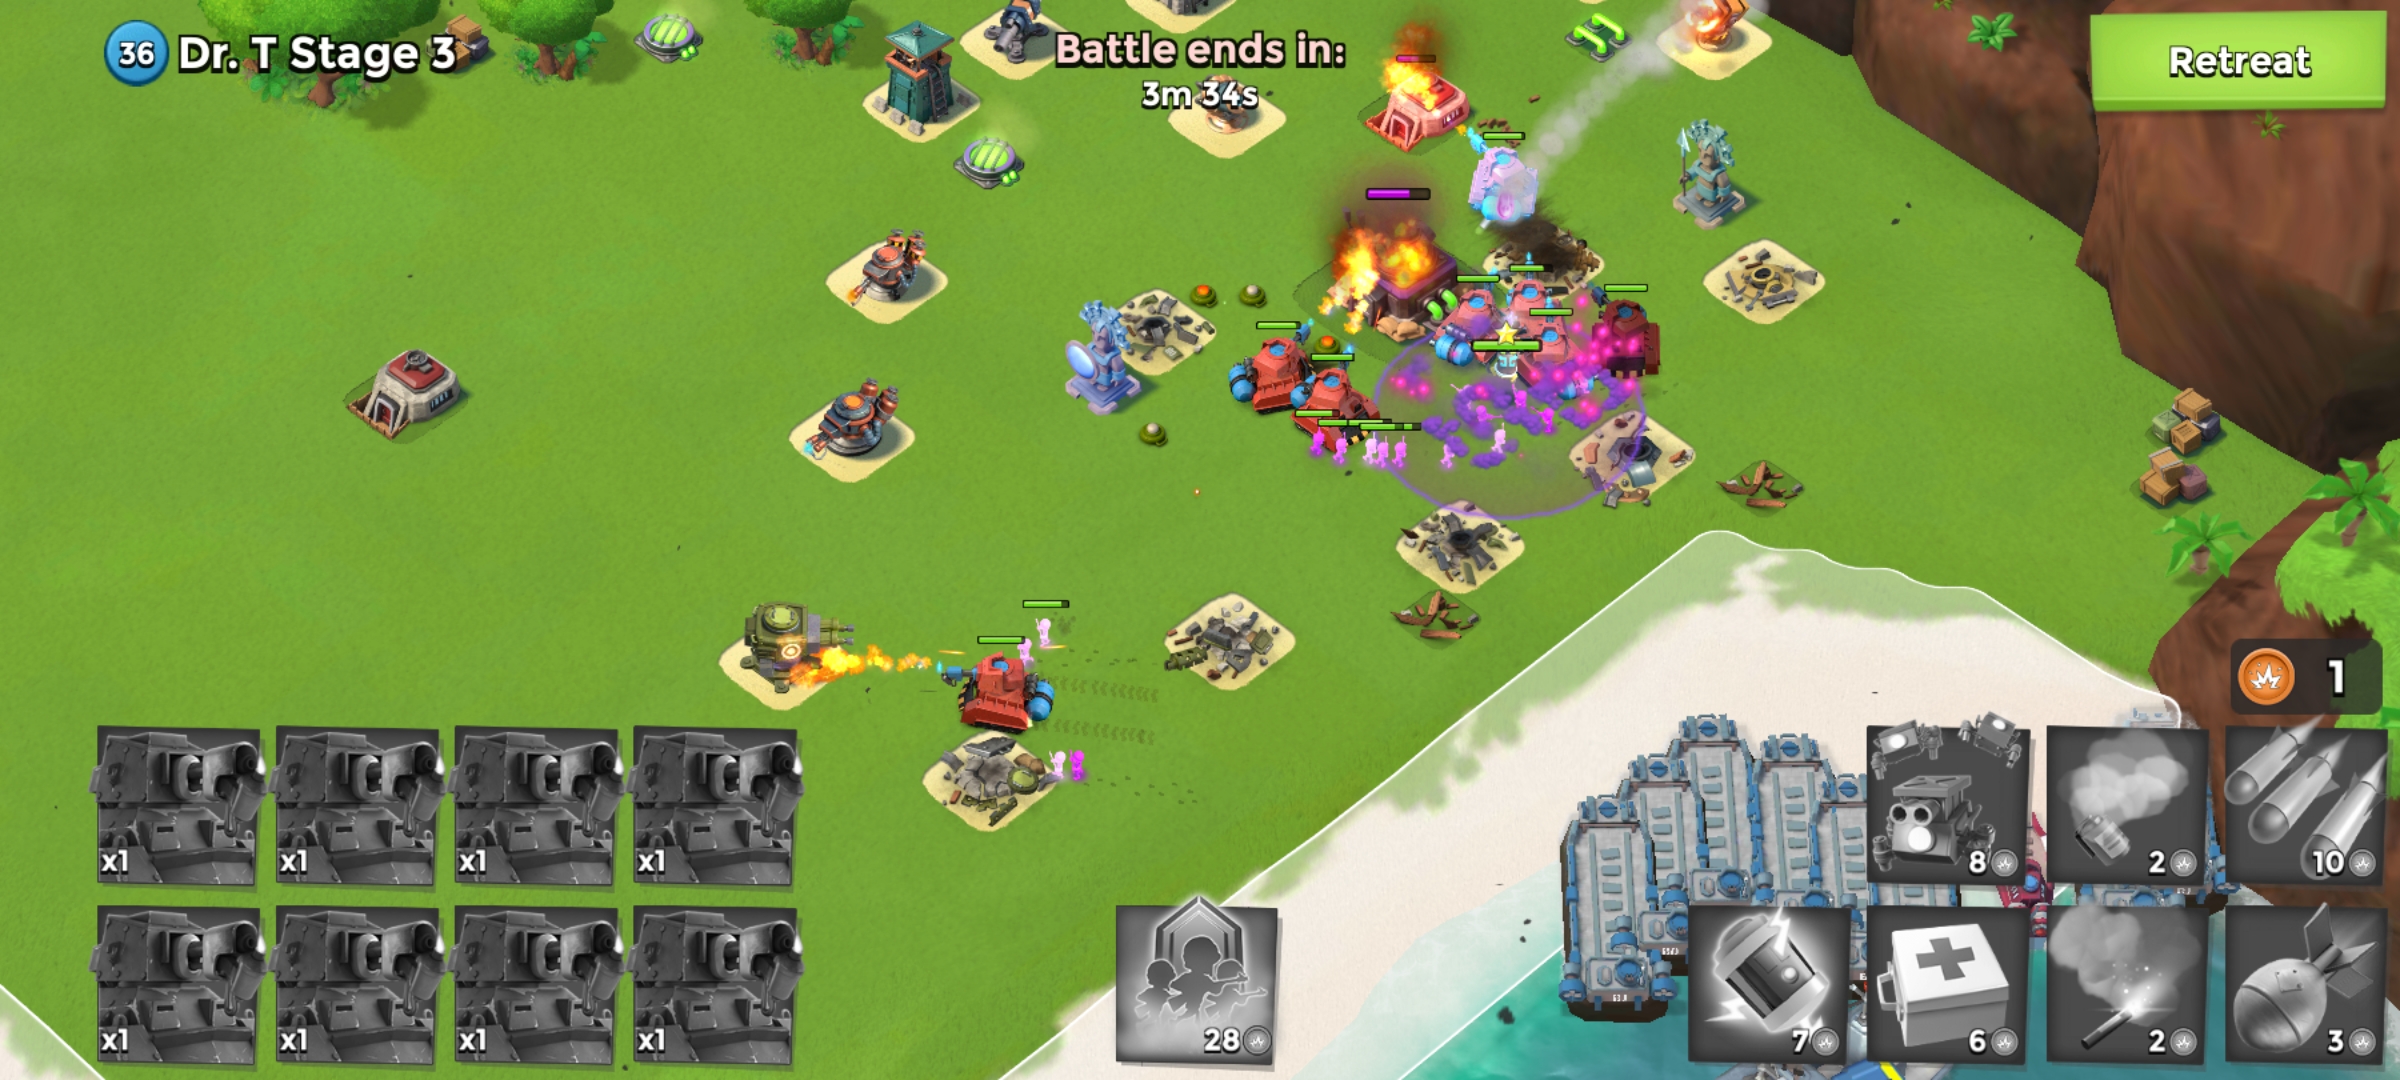 36 Dr. T Stage 3
Battle ends in:
3m 34s
Retreat
1
x1 x1 x1 x1
8 2 10
x1 x1 x1 x1
28
7 6 2 3